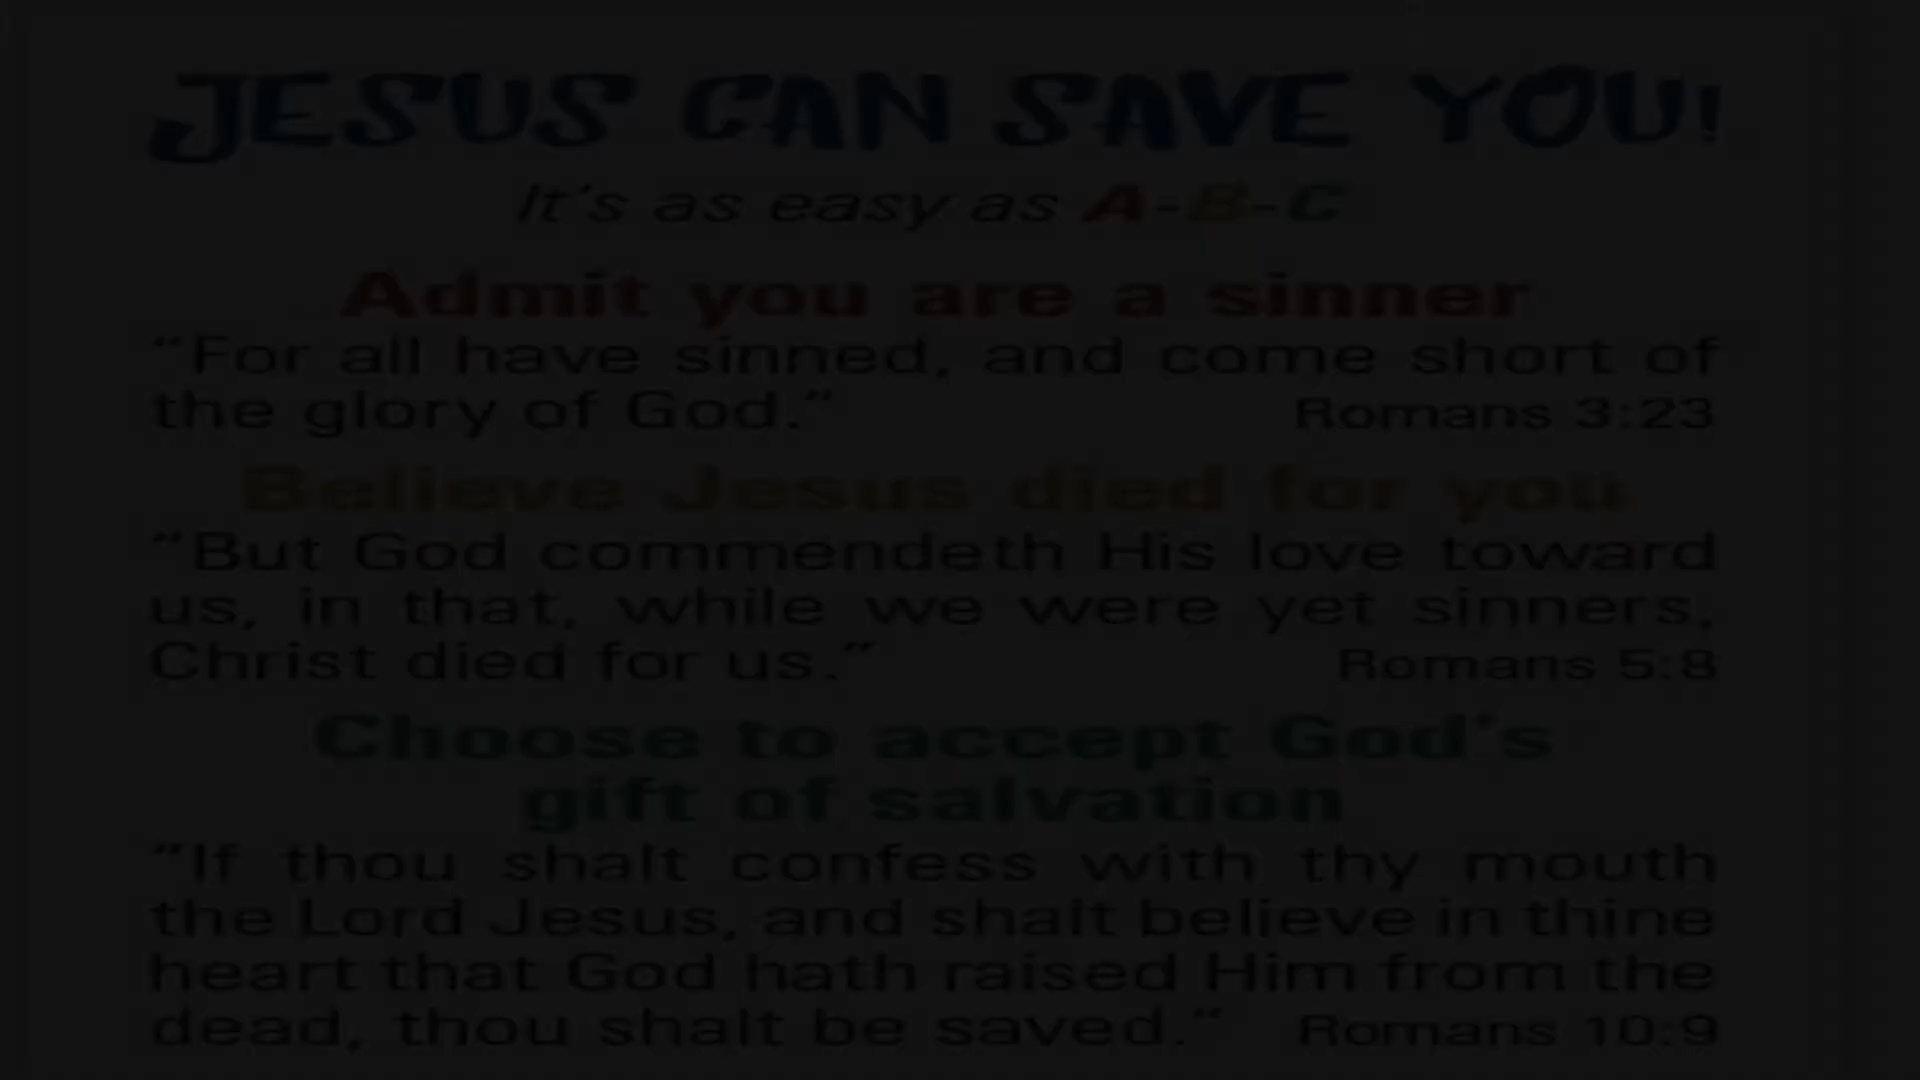 JESUS CAN SAVE YOU!
It's as easy as A-B-C
Admit you are a sinner
“For all have sinned, and come short of
the glory of God.” Romans 3:23
Believe Jesus died for you
“But God commendeth His love toward
us, in that, while we were yet sinners,
Christ died for us.” Romans 5:8
Choose to accept God's
gift of salvation
“If thou shalt confess with thy mouth
the Lord Jesus, and shalt believe in thine
heart that God hath raised Him from the
dead, thou shalt be saved.” Romans 10:9